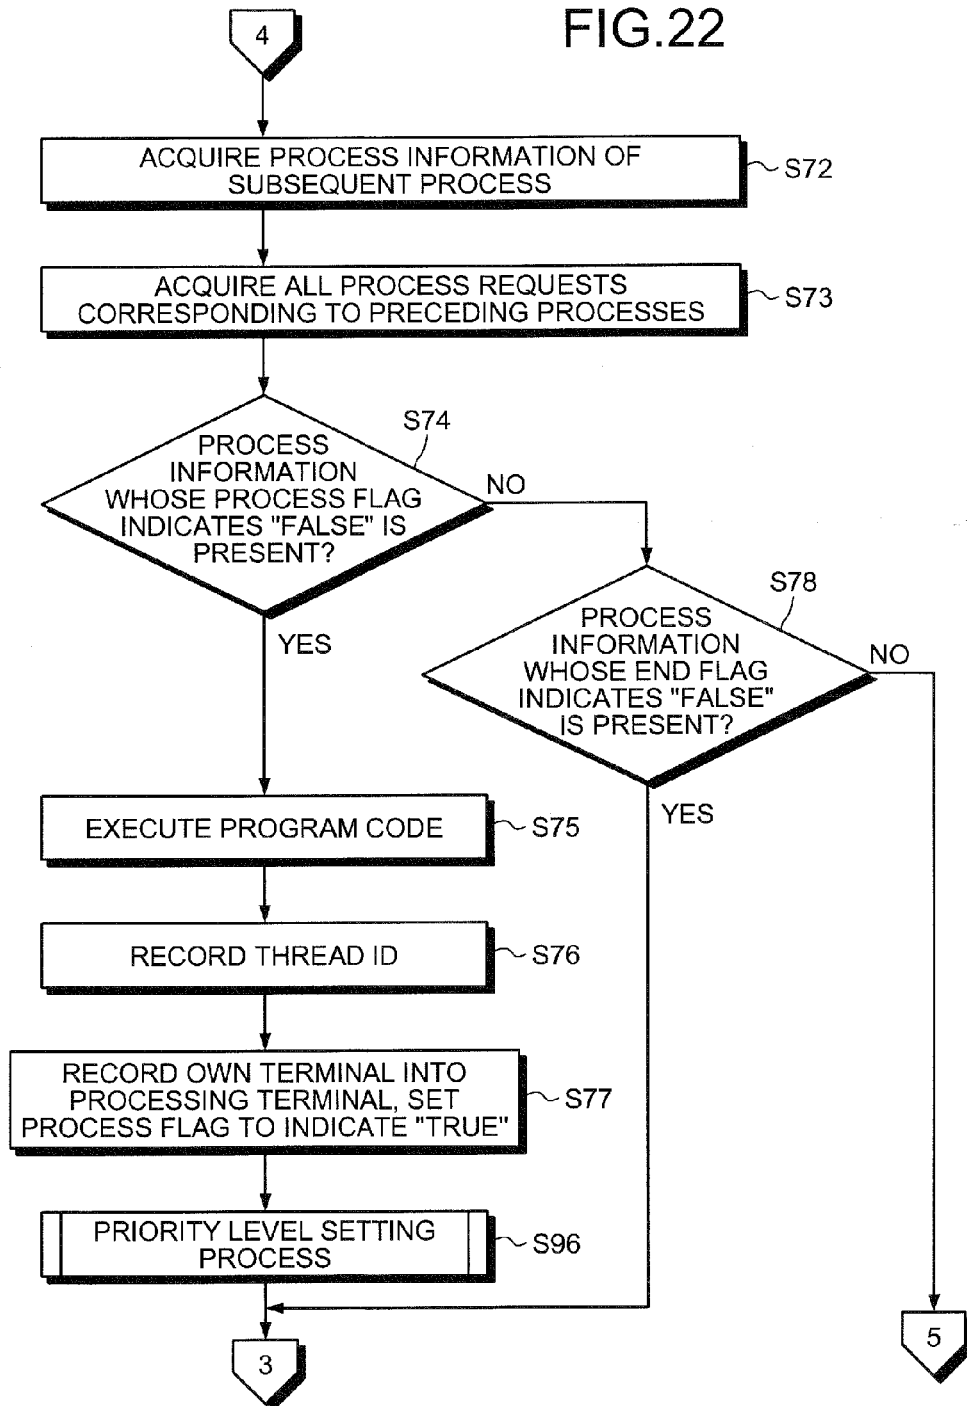 FIG.22
4
ACQUIRE PROCESS INFORMATION OF
SUBSEQUENT PROCESS
S72
ACQUIRE ALL PROCESS REQUESTS
CORRESPONDING TO PRECEDING PROCESSES
S73
S74
PROCESS
INFORMATION
WHOSE PROCESS FLAG
INDICATES "FALSE" IS
PRESENT?
NO
YES
S78
PROCESS
INFORMATION
WHOSE END FLAG
INDICATES "FALSE"
IS PRESENT?
NO
YES
EXECUTE PROGRAM CODE
S75
RECORD THREAD ID
S76
RECORD OWN TERMINAL INTO
PROCESSING TERMINAL, SET
PROCESS FLAG TO INDICATE "TRUE"
S77
PRIORITY LEVEL SETTING
PROCESS
S96
3
5